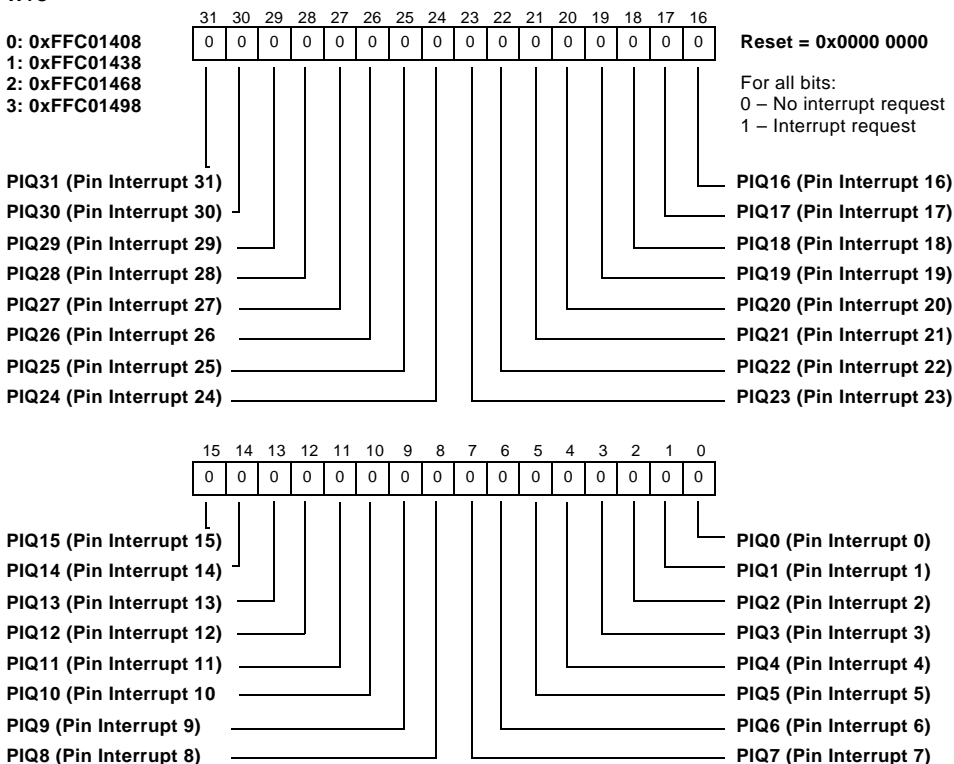 31 30 29 28 27 26 25 24 23 22 21 20 19 18 17 16
0: 0xFFC01408
0 0 0 0 0 0 0 0 0 0 0 0 0 0 0 0
Reset = 0x0000 0000
1: 0xFFC01438
2: 0xFFC01468
3: 0xFFC01498
For all bits:
0 – No interrupt request
1 – Interrupt request
PIQ31 (Pin Interrupt 31)
PIQ16 (Pin Interrupt 16)
PIQ30 (Pin Interrupt 30)
PIQ17 (Pin Interrupt 17)
PIQ29 (Pin Interrupt 29)
PIQ18 (Pin Interrupt 18)
PIQ28 (Pin Interrupt 28)
PIQ19 (Pin Interrupt 19)
PIQ27 (Pin Interrupt 27)
PIQ20 (Pin Interrupt 20)
PIQ26 (Pin Interrupt 26
PIQ21 (Pin Interrupt 21)
PIQ25 (Pin Interrupt 25)
PIQ22 (Pin Interrupt 22)
PIQ24 (Pin Interrupt 24)
PIQ23 (Pin Interrupt 23)
15 14 13 12 11 10 9 8 7 6 5 4 3 2 1 0
0 0 0 0 0 0 0 0 0 0 0 0 0 0 0 0
PIQ15 (Pin Interrupt 15)
PIQ0 (Pin Interrupt 0)
PIQ14 (Pin Interrupt 14)
PIQ1 (Pin Interrupt 1)
PIQ13 (Pin Interrupt 13)
PIQ2 (Pin Interrupt 2)
PIQ12 (Pin Interrupt 12)
PIQ3 (Pin Interrupt 3)
PIQ11 (Pin Interrupt 11)
PIQ4 (Pin Interrupt 4)
PIQ10 (Pin Interrupt 10
PIQ5 (Pin Interrupt 5)
PIQ9 (Pin Interrupt 9)
PIQ6 (Pin Interrupt 6)
PIQ8 (Pin Interrupt 8)
PIQ7 (Pin Interrupt 7)